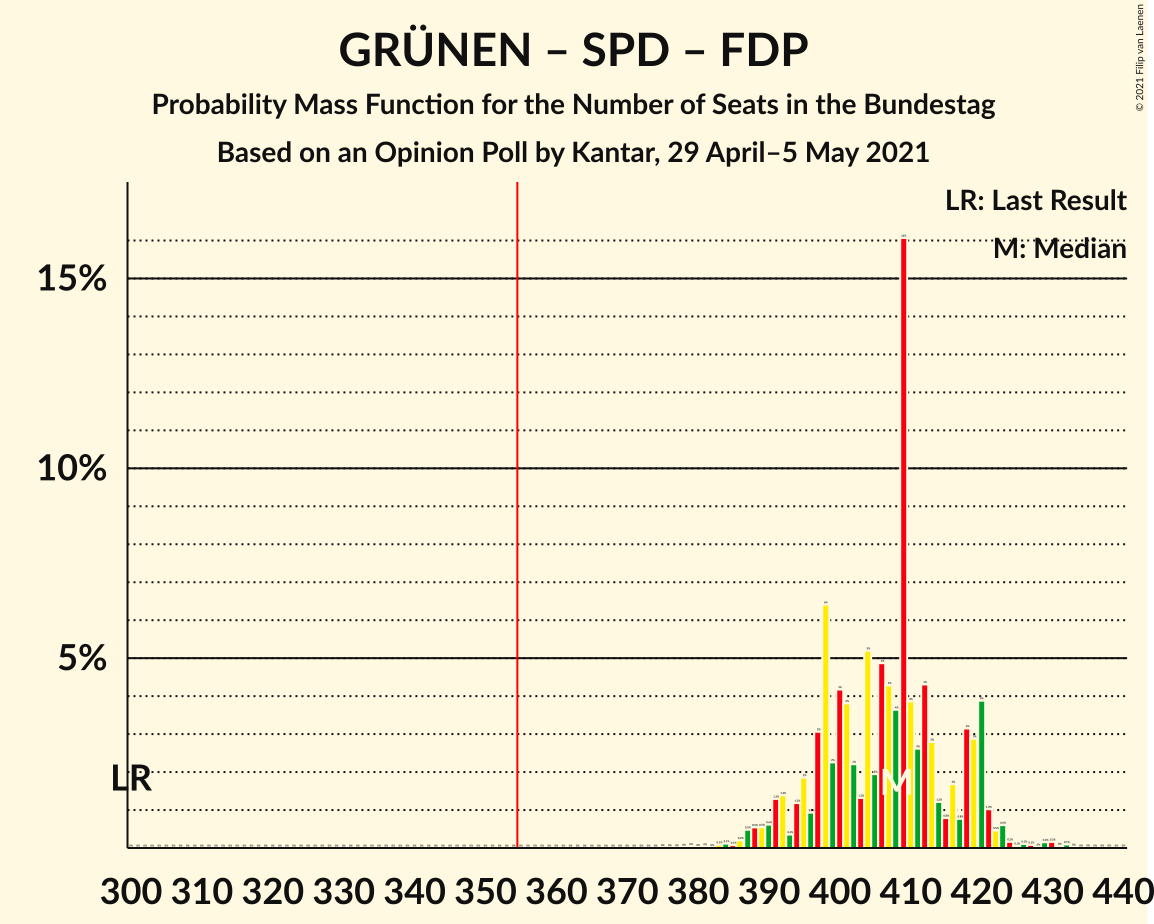 GRÜNEN – SPD – FDP
Probability Mass Function for the Number of Seats in the Bundestag
Based on an Opinion Poll by Kantar, 29 April–5 May 2021
© 2021 Filip van Laenen
LR: Last Result
M: Median
15%
10%
5%
LR
M
300 310 320 330 340 350 360 370 380 390 400 410 420 430 440